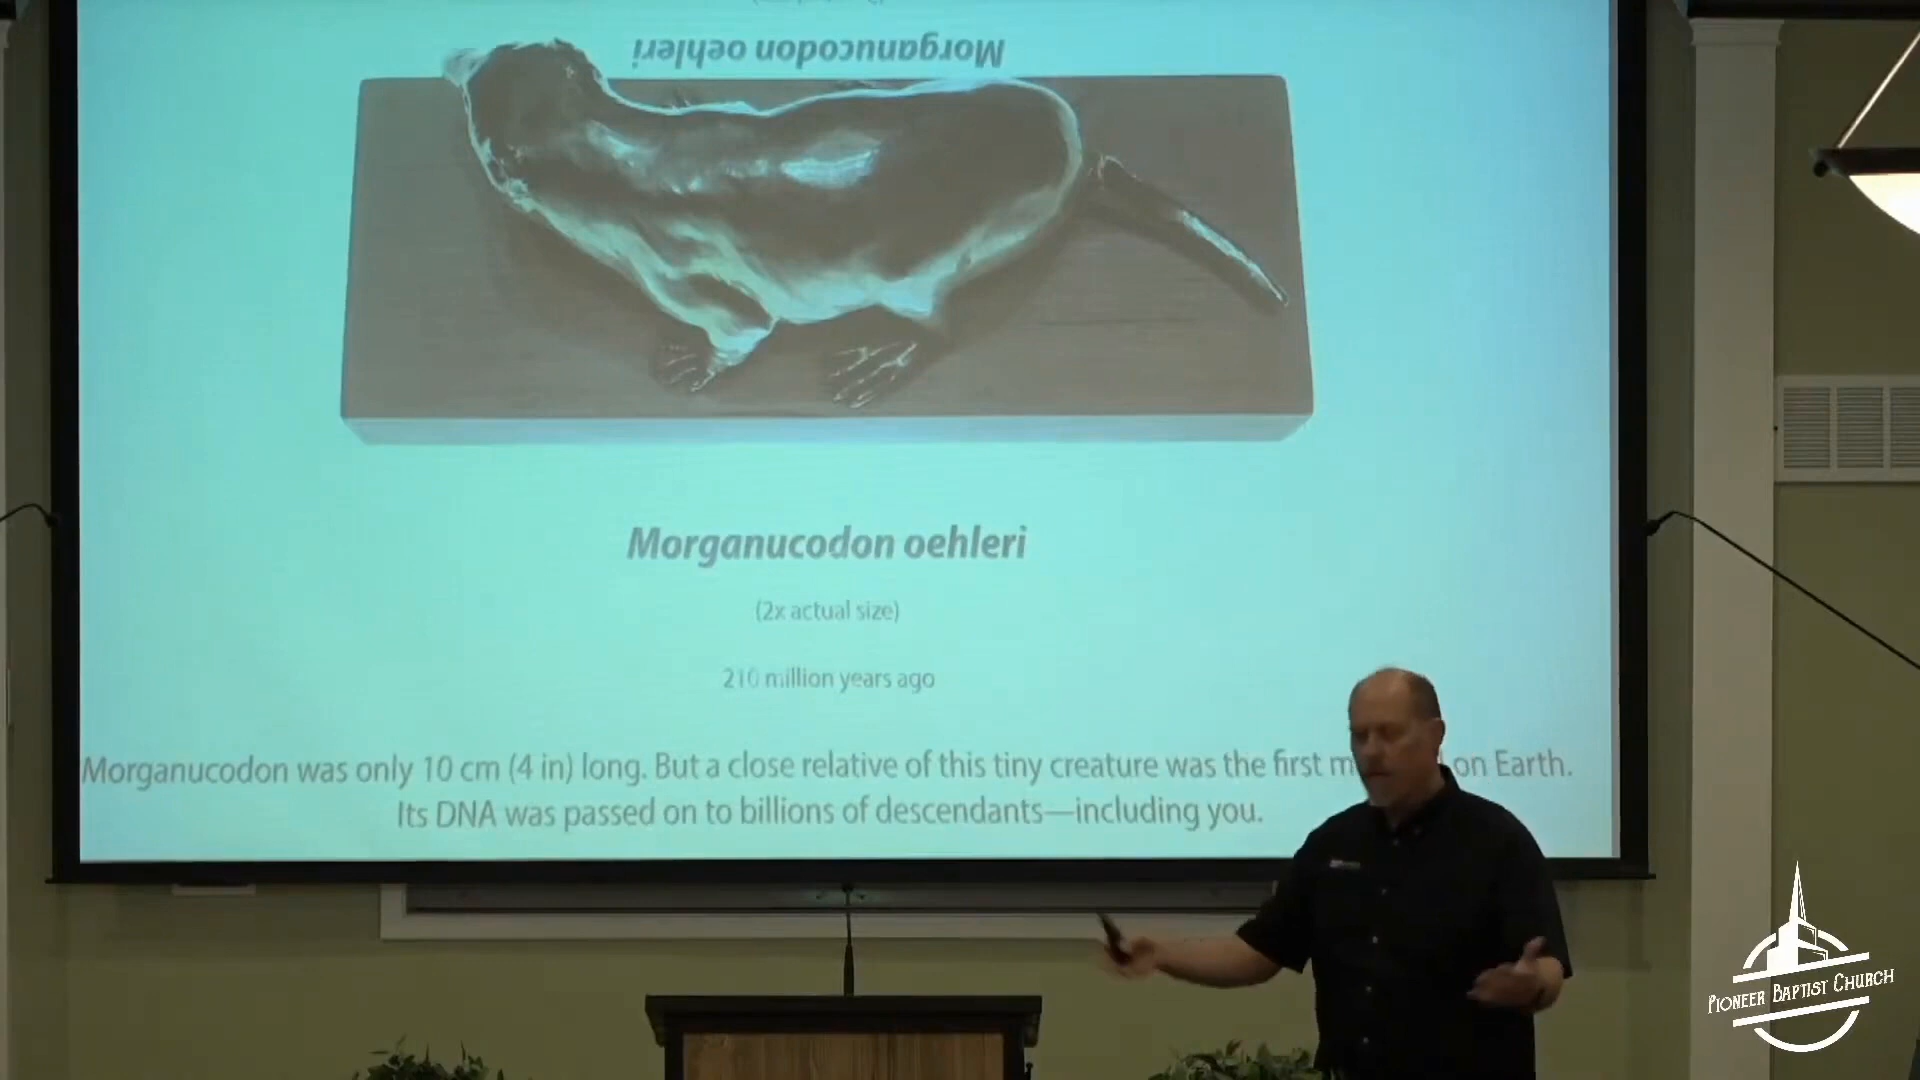 Morganucodon oehleri
Morganucodon oehleri
(2x actual size)
210 million years ago
Morganucodon was only 10 cm (4 in) long. But a close relative of this tiny creature was the first on Earth.
Its DNA was passed on to billions of descendants—including you.
PIONEER BAPTIST CHURCH